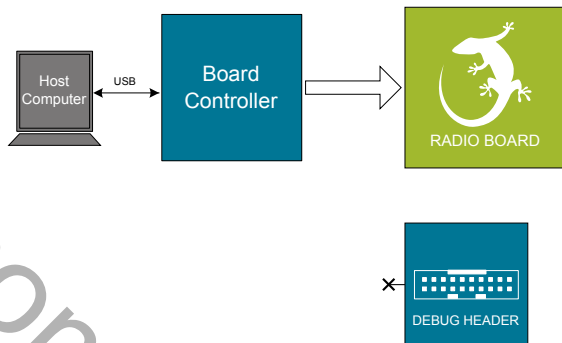 Host
Computer
USB
Board
Controller
RADIO BOARD
DEBUG HEADER